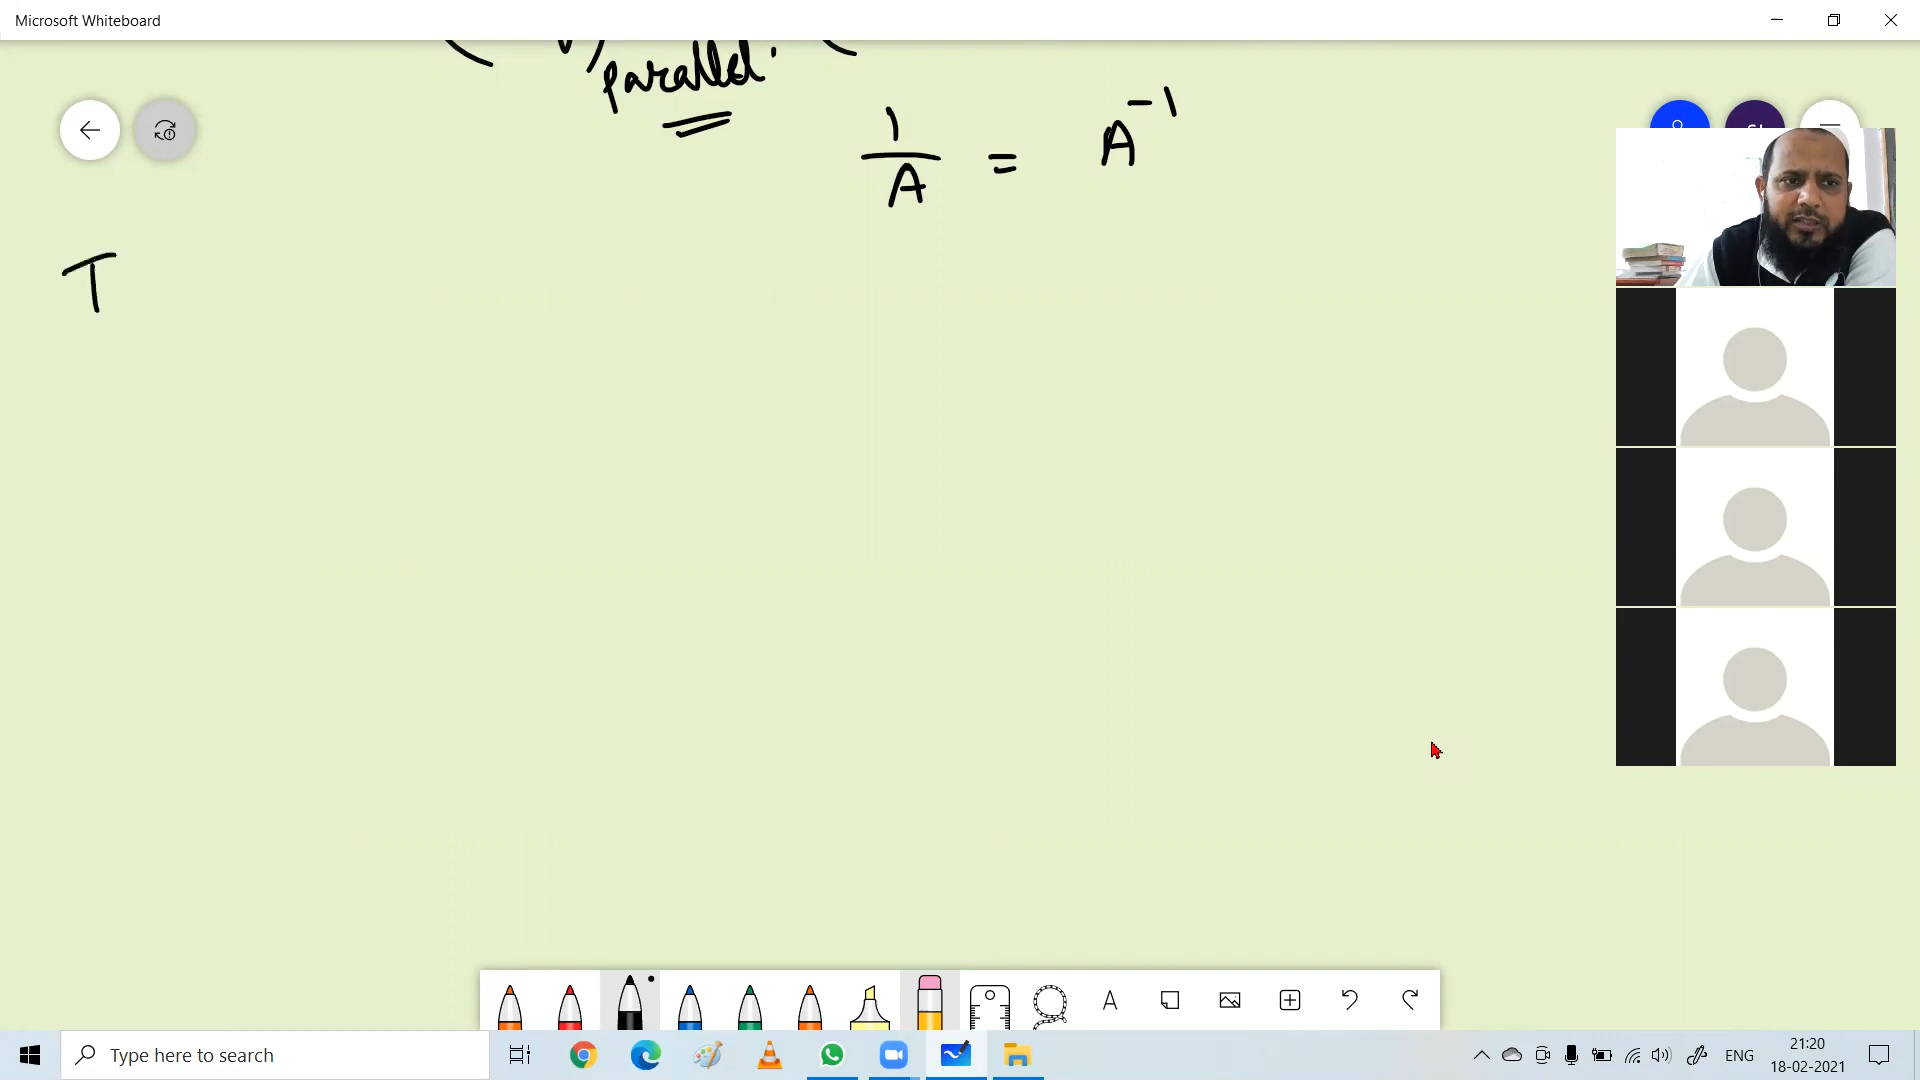 Microsoft Whiteboard
parallel.
1/A = A⁻¹
T
Type here to search
ENG
21:20
18-02-2021